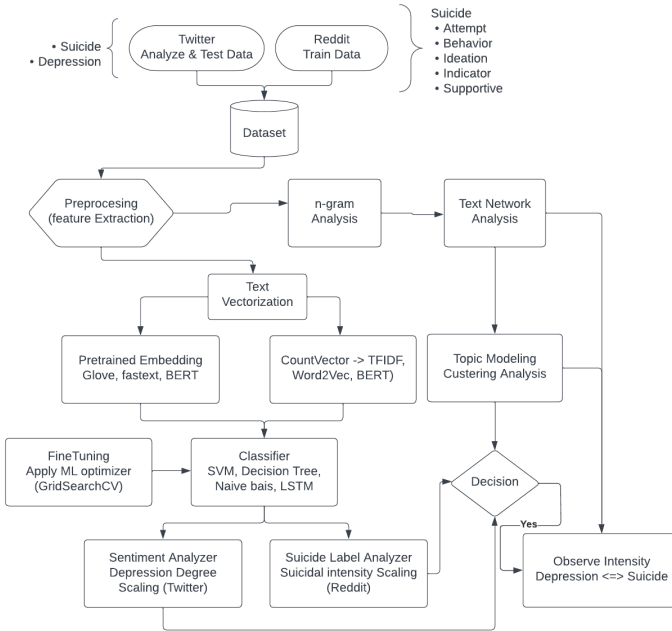 • Suicide
• Depression
Twitter
Analyze & Test Data
Reddit
Train Data
Suicide
• Attempt
• Behavior
• Ideation
• Indicator
• Supportive
Dataset
Preprocesing
(feature Extraction)
n-gram
Analysis
Text Network
Analysis
Text
Vectorization
Pretrained Embedding
Glove, fastext, BERT
CountVector -> TFIDF,
Word2Vec, BERT)
Topic Modeling
Custering Analysis
FineTuning
Apply ML optimizer
(GridSearchCV)
Classifier
SVM, Decision Tree,
Naive bais, LSTM
Decision
Yes
Sentiment Analyzer
Depression Degree
Scaling (Twitter)
Suicide Label Analyzer
Suicidal intensity Scaling
(Reddit)
Observe Intensity
Depression <=> Suicide